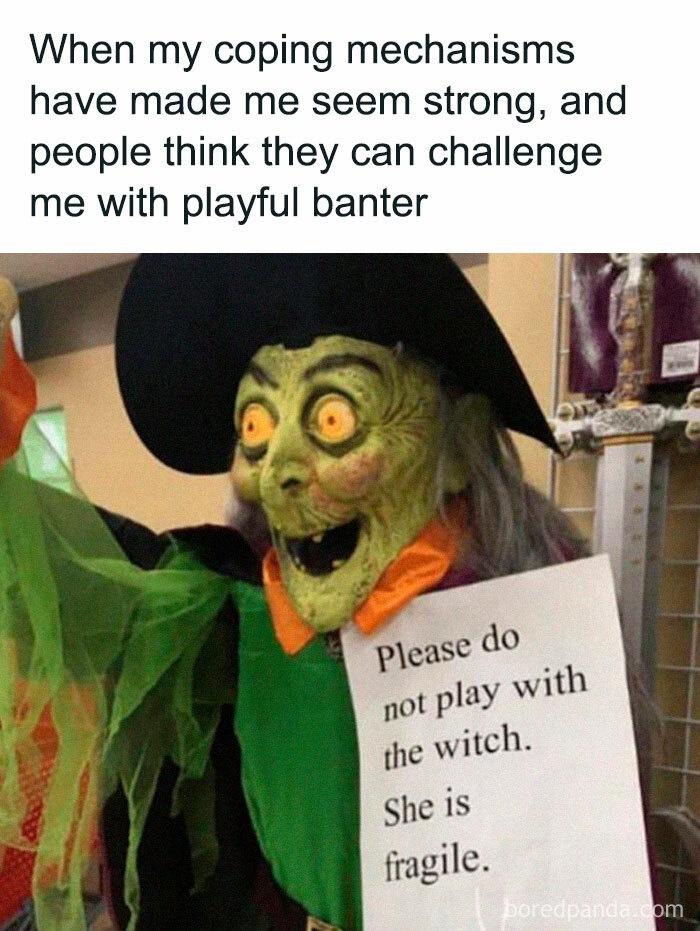 When my coping mechanisms
have made me seem strong, and
people think they can challenge
me with playful banter
Please do
not play with
the witch.
She is
fragile.
boredpanda.com